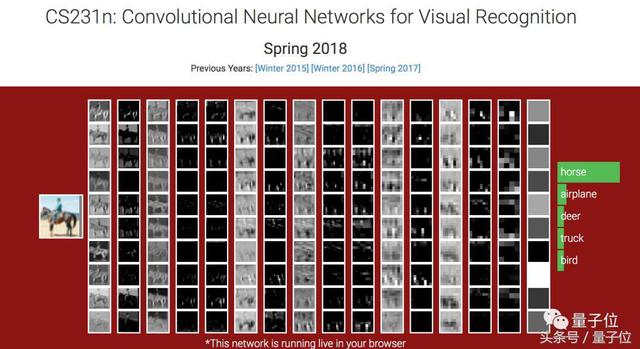 CS231n: Convolutional Neural Networks for Visual Recognition
Spring 2018
Previous Years: [Winter 2015] [Winter 2016] [Spring 2017]
horse
airplane
deer
truck
bird
*This network is running live in your browser
量子位
头条号 / 量子位